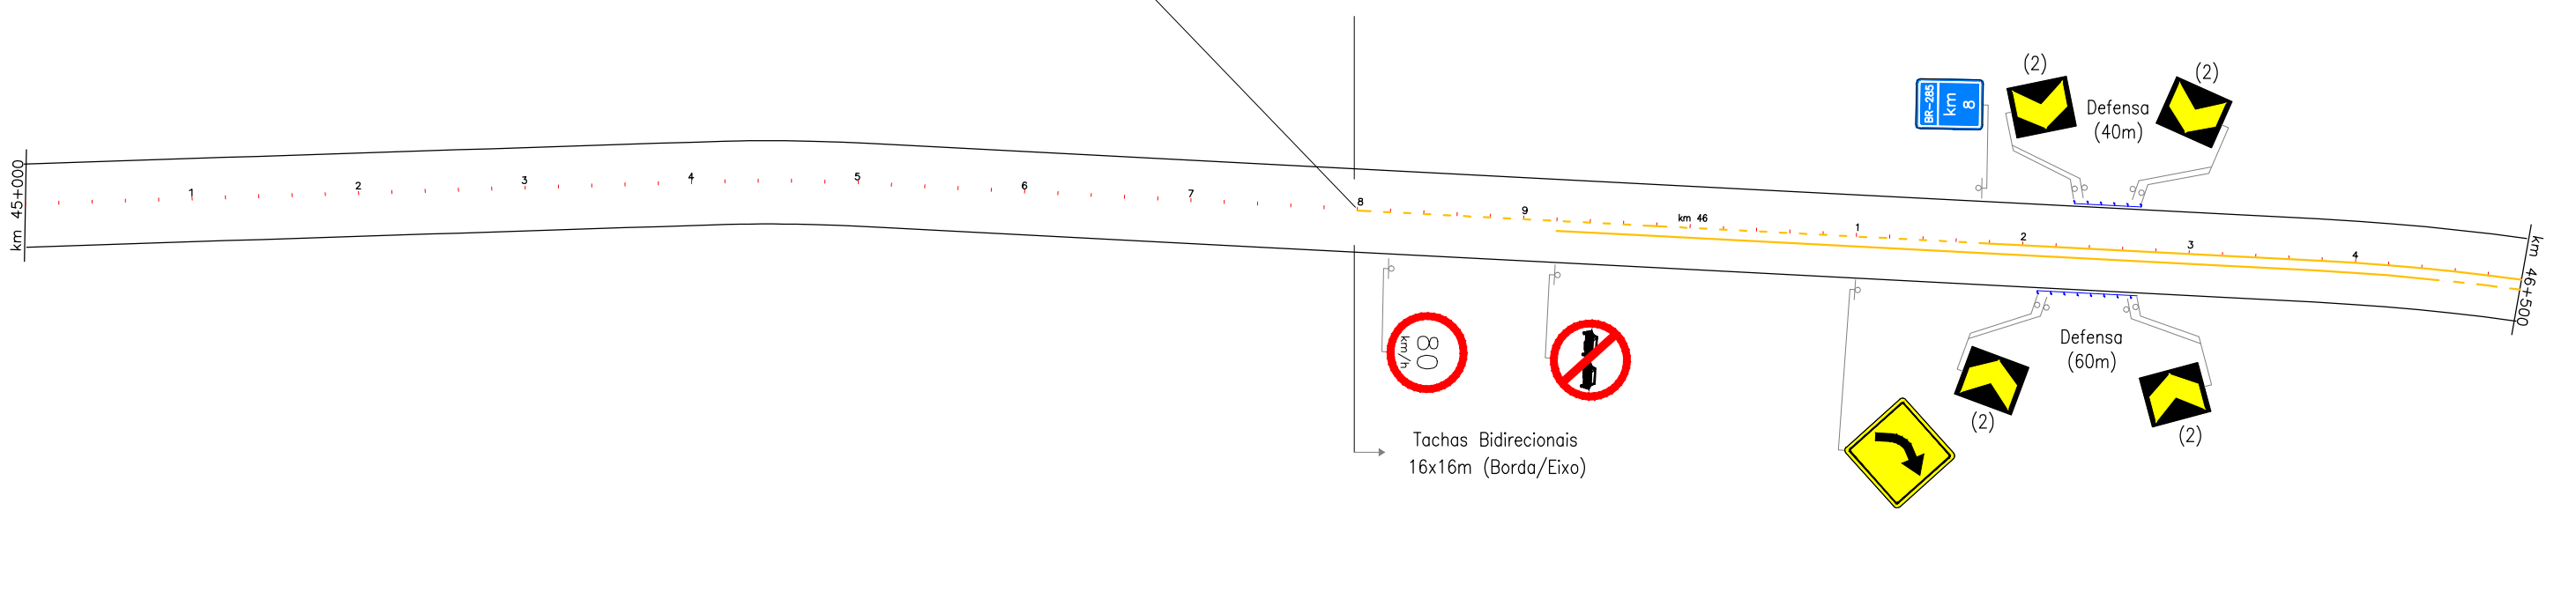 km 45+000
1
2
3
4
5
6
7
8
9
km 46
1
2
3
4
km 46+500
BR-285
km
8
(2)
Defensa
(40m)
(2)
80
km/h
Tachas Bidirecionais
16x16m (Borda/Eixo)
Defensa
(60m)
(2)
(2)